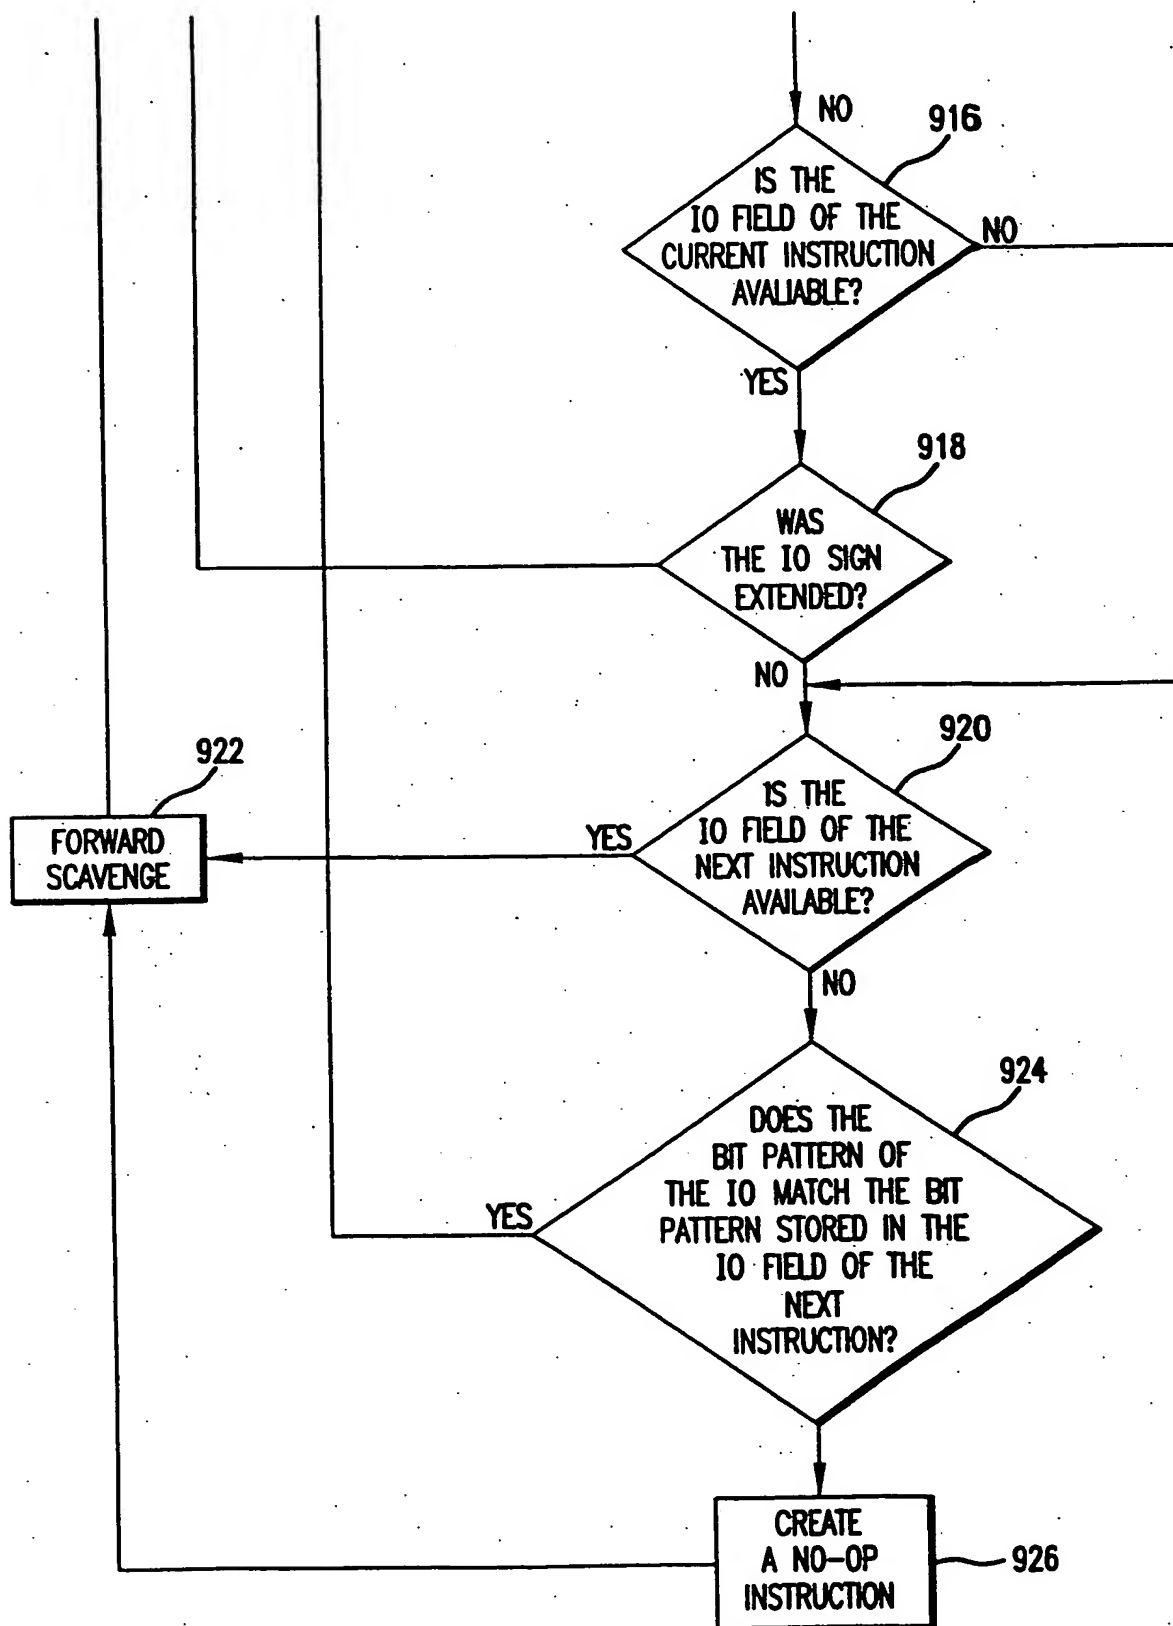 NO
916
IS THE
IO FIELD OF THE
CURRENT INSTRUCTION
AVALIABLE?
NO
YES
918
WAS
THE IO SIGN
EXTENDED?
NO
920
922
IS THE
IO FIELD OF THE
NEXT INSTRUCTION
AVAILABLE?
YES
FORWARD
SCAVENGE
NO
924
DOES THE
BIT PATTERN OF
THE IO MATCH THE BIT
PATTERN STORED IN THE
IO FIELD OF THE
NEXT
INSTRUCTION?
YES
CREATE
A NO-OP
INSTRUCTION
926